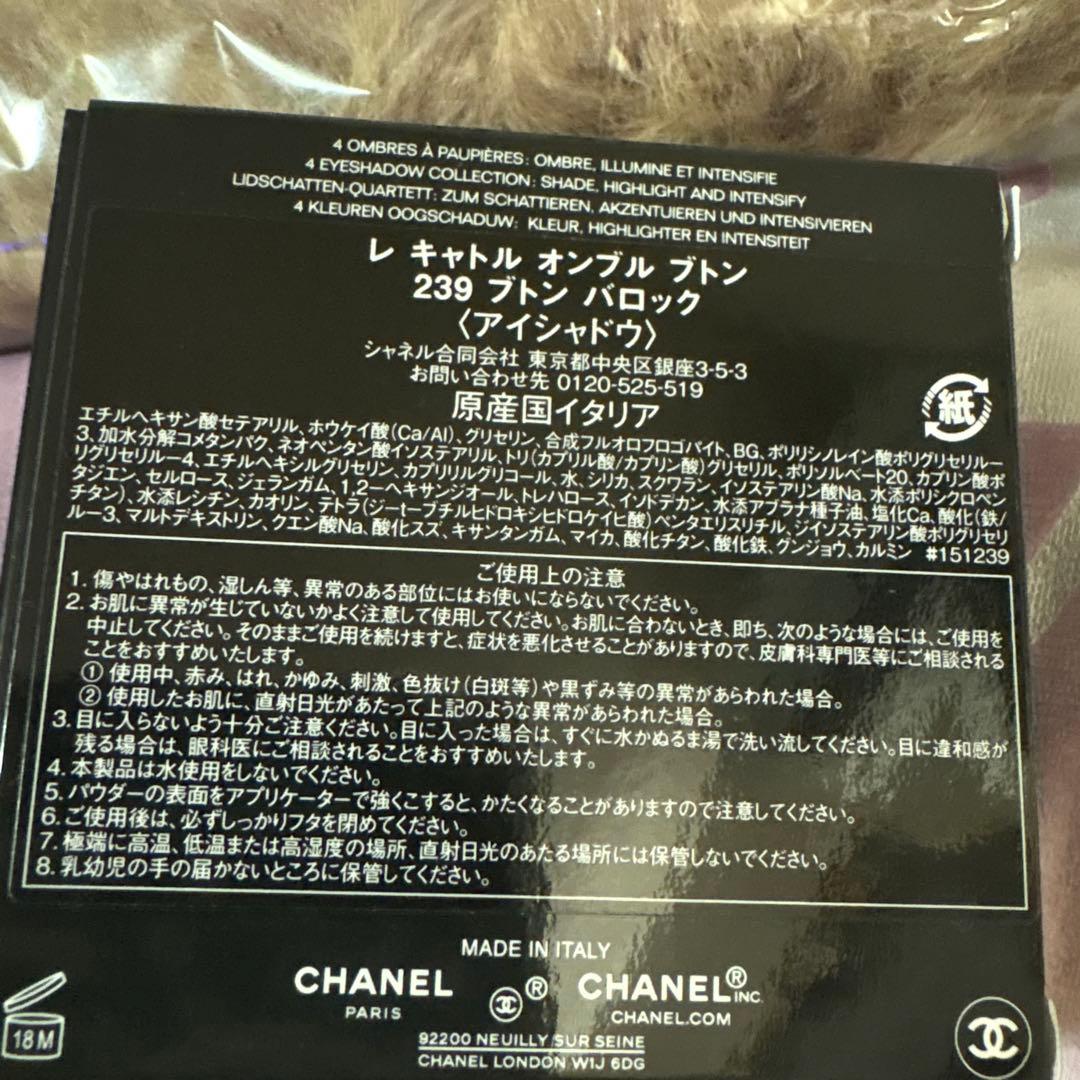 4 OMBRES À PAUPIÈRES: OMBRE, ILLUMINE ET INTENSIFIE
4 EYESHADOW COLLECTION: SHADE, HIGHLIGHT AND INTENSIFY
LIDSCHATTEN-QUARTETT: ZUM SCHATTIEREN, AKZENTUIEREN UND INTENSIVIEREN
4 KLEUREN OOGSCHADUW: KLEUR, HIGHLIGHTER EN INTENSITEIT
レ キャトル オンブル ブトン
239 ブトン バロック
〈アイシャドウ〉
シャネル合同会社 東京都中央区銀座3-5-3
お問い合わせ先 0120-525-519
原産国イタリア
紙
エチルヘキサン酸セテアリル、ホウケイ酸(Ca/Al)、グリセリン、合成フルオロフロゴパイト、BG、ポリリシノレイン酸ポリグリセリルー
3、加水分解コメタンパク、ネオペンタン酸イソステアリル、トリ(カプリル酸/カプリン酸)グリセリル、ポリソルベート20、カプリン酸ポ
リグリセリルー4、エチルヘキシルグリセリン、カプリリルグリコール、水、シリカ、スクワラン、イソステアリン酸Na、水添ポリシクロペン
タジエン、セルロース、ジェランガム、1,2ーヘキサンジオール、トレハロース、イソドデカン、水添アブラナ種子油、塩化Ca、酸化(鉄/
チタン)、水添レシチン、カオリン、テトラ(ジーtーブチルヒドロキシヒドロケイヒ酸)ペンタエリスリチル、ジイソステアリン酸ポリグリセリ
ルー3、マルトデキストリン、クエン酸Na、酸化スズ、キサンタンガム、マイカ、酸化チタン、酸化鉄、グンジョウ、カルミン #151239
ご使用上の注意
1. 傷やはれもの、湿しん等、異常のある部位にはお使いにならないでください。
2. お肌に異常が生じていないかよく注意して使用してください。お肌に合わないとき、即ち、次のような場合には、ご使用を
中止してください。そのままご使用を続けますと、症状を悪化させることがありますので、皮膚科専門医等にご相談される
ことをおすすめいたします。
① 使用中、赤み、はれ、かゆみ、刺激、色抜け(白斑等)や黒ずみ等の異常があらわれた場合。
② 使用したお肌に、直射日光があたって上記のような異常があらわれた場合。
3. 目に入らないよう十分ご注意ください。目に入った場合は、すぐに水かぬるま湯で洗い流してください。目に違和感が
残る場合は、眼科医にご相談されることをおすすめいたします。
4. 本製品は水使用をしないでください。
5. パウダーの表面をアプリケーターで強くこすると、かたくなることがありますので注意してください。
6. ご使用後は、必ずしっかりフタを閉めてください。
7. 極端に高温、低温または高湿度の場所、直射日光のあたる場所には保管しないでください。
8. 乳幼児の手の届かないところに保管してください。
MADE IN ITALY
CHANEL ® CHANEL® INC.
PARIS CHANEL.COM
92200 NEUILLY/SUR SEINE
CHANEL LONDON W1J 6DG
18M